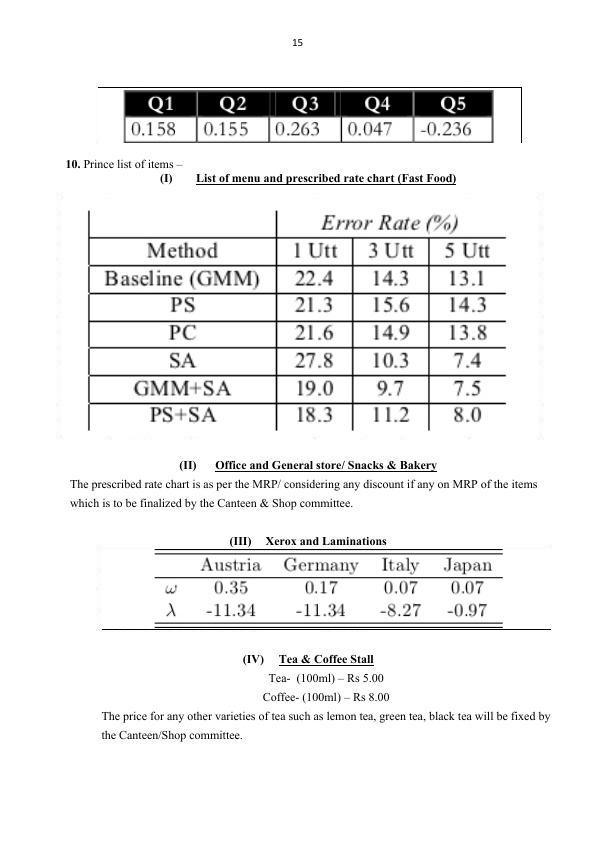 15
Q1 Q2 Q3 Q4 Q5
0.158 0.155 0.263 0.047 -0.236
10. Prince list of items –
(I) List of menu and prescribed rate chart (Fast Food)
Error Rate (%)
Method 1 Utt 3 Utt 5 Utt
Baseline (GMM) 22.4 14.3 13.1
PS 21.3 15.6 14.3
PC 21.6 14.9 13.8
SA 27.8 10.3 7.4
GMM+SA 19.0 9.7 7.5
PS+SA 18.3 11.2 8.0
(II) Office and General store/ Snacks & Bakery
The prescribed rate chart is as per the MRP/ considering any discount if any on MRP of the items
which is to be finalized by the Canteen & Shop committee.
(III) Xerox and Laminations
Austria Germany Italy Japan
ω 0.35 0.17 0.07 0.07
λ -11.34 -11.34 -8.27 -0.97
(IV) Tea & Coffee Stall
Tea- (100ml) – Rs 5.00
Coffee- (100ml) – Rs 8.00
The price for any other varieties of tea such as lemon tea, green tea, black tea will be fixed by
the Canteen/Shop committee.